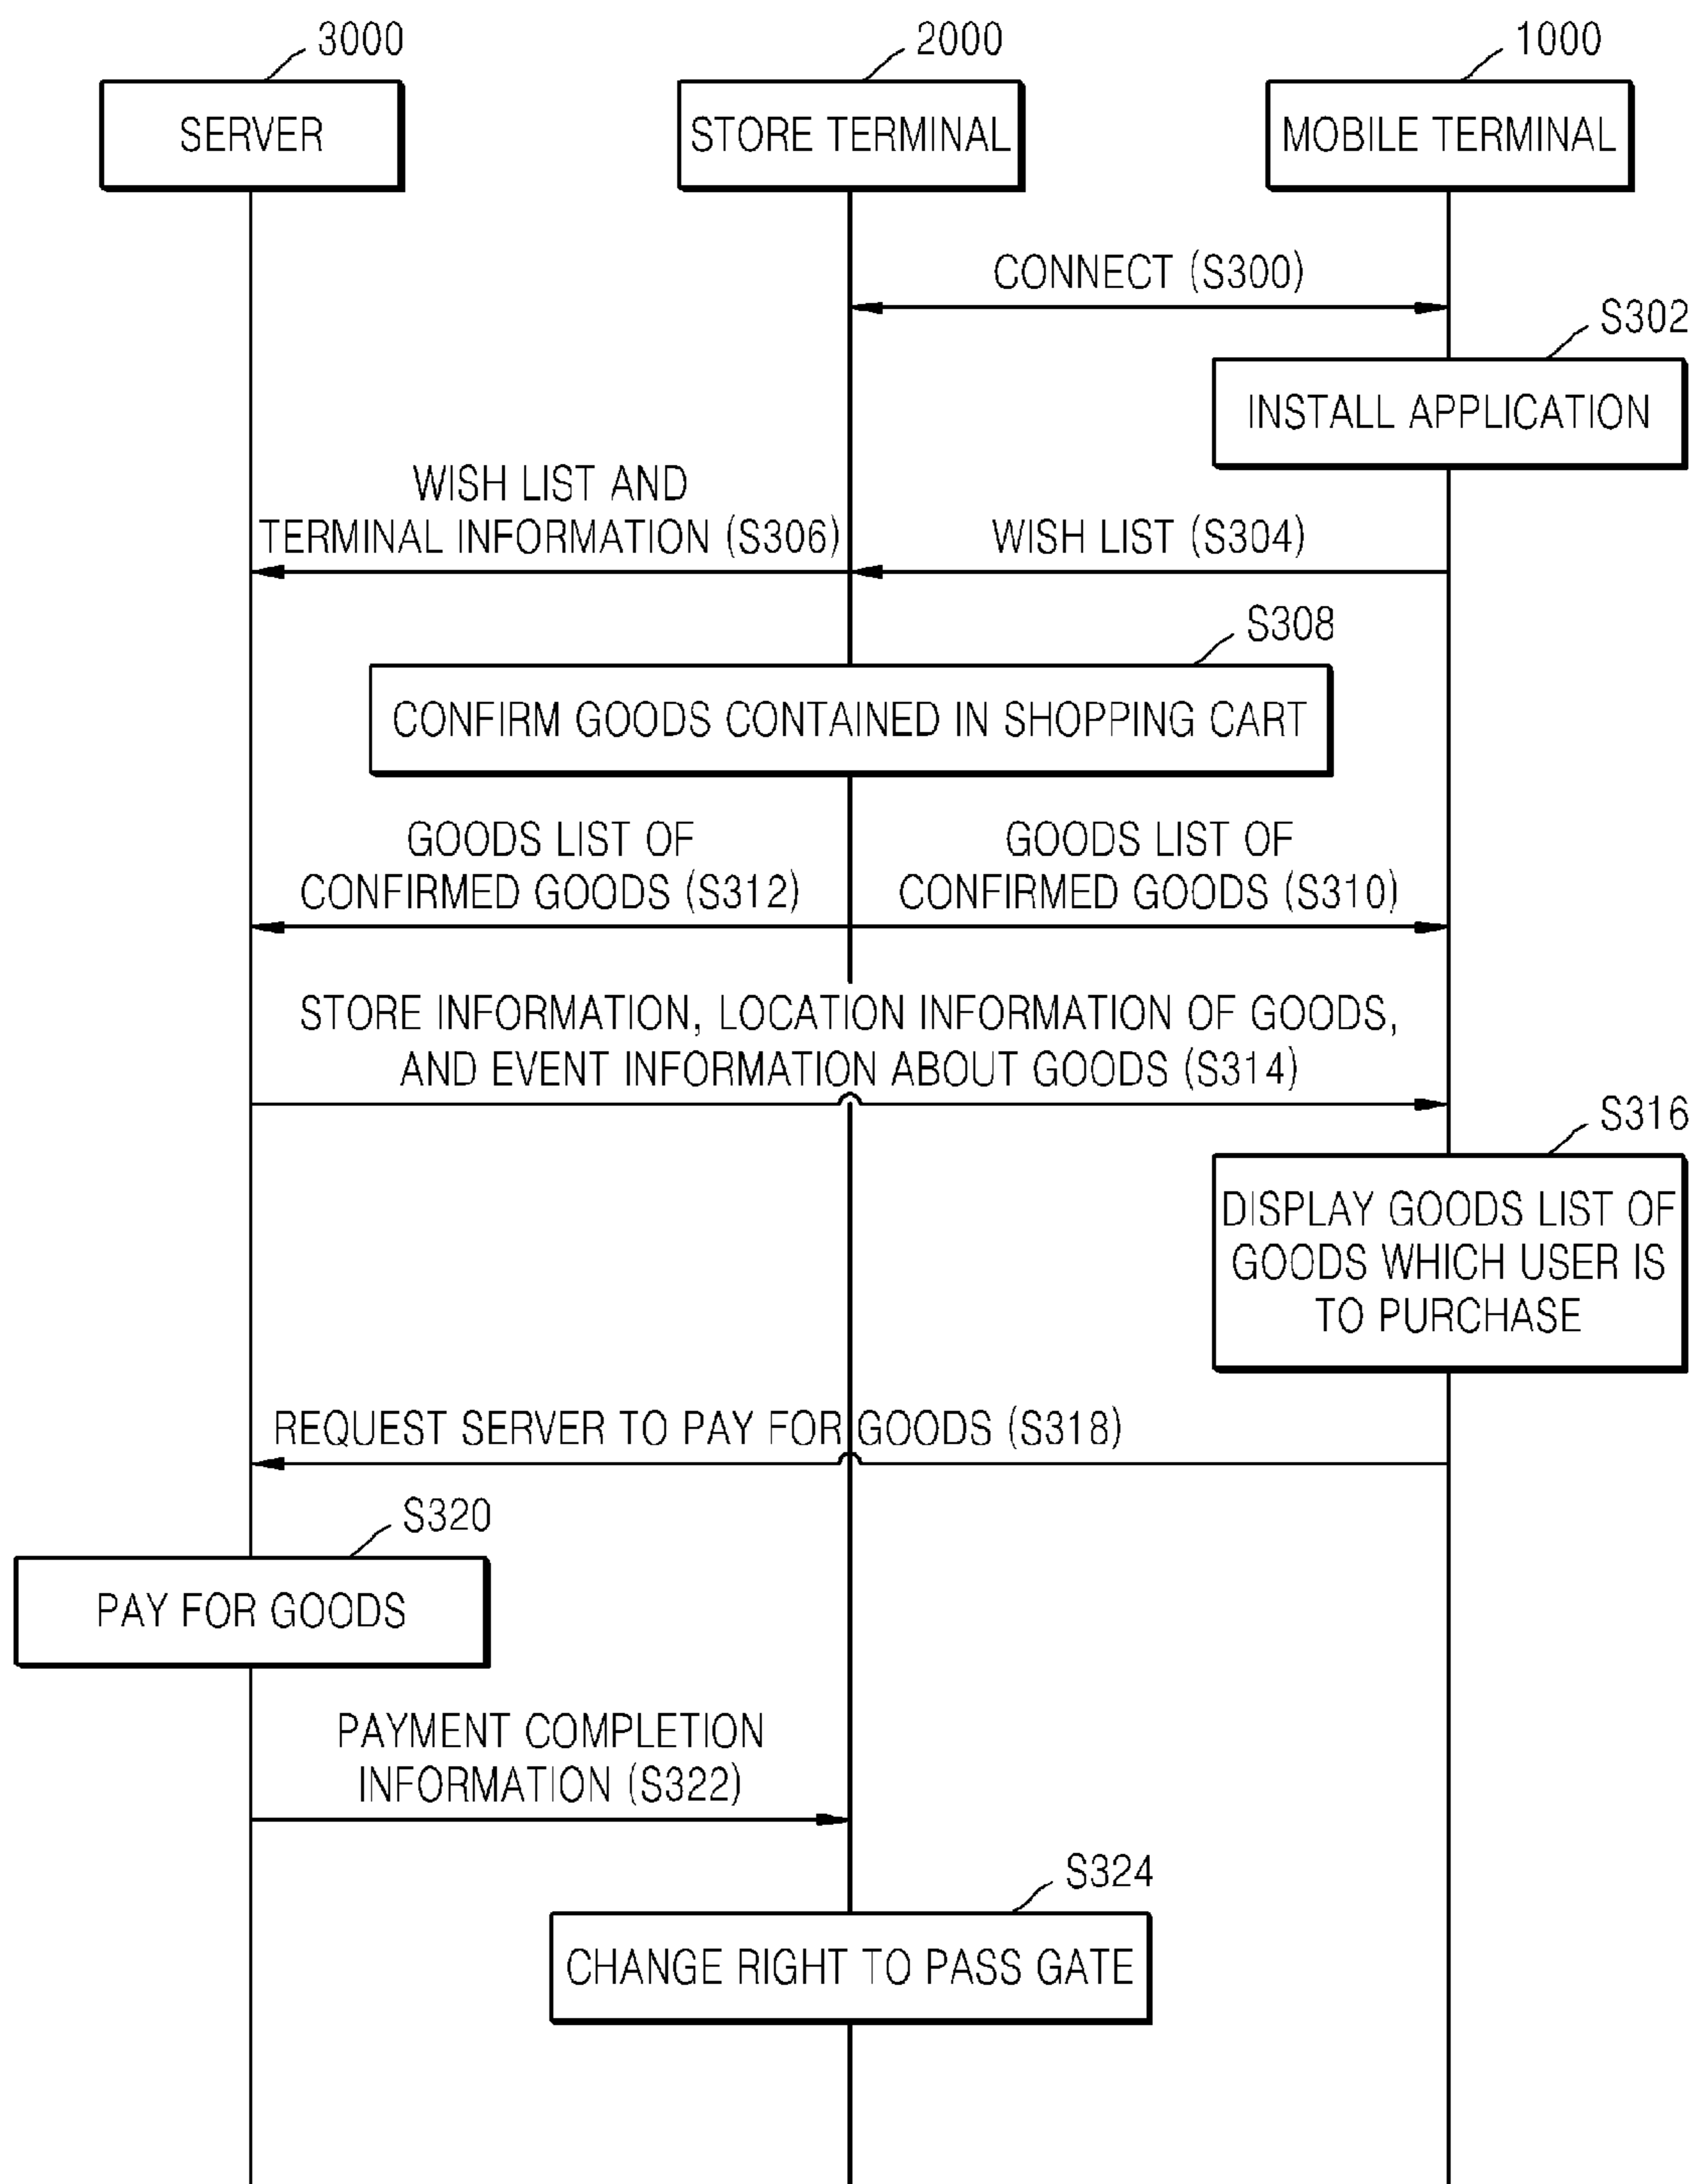 3000
2000
1000
SERVER
STORE TERMINAL
MOBILE TERMINAL
CONNECT (S300)
S302
INSTALL APPLICATION
WISH LIST AND
TERMINAL INFORMATION (S306)
WISH LIST (S304)
S308
CONFIRM GOODS CONTAINED IN SHOPPING CART
GOODS LIST OF
CONFIRMED GOODS (S312)
GOODS LIST OF
CONFIRMED GOODS (S310)
STORE INFORMATION, LOCATION INFORMATION OF GOODS,
AND EVENT INFORMATION ABOUT GOODS (S314)
S316
DISPLAY GOODS LIST OF
GOODS WHICH USER IS
TO PURCHASE
REQUEST SERVER TO PAY FOR GOODS (S318)
S320
PAY FOR GOODS
PAYMENT COMPLETION
INFORMATION (S322)
S324
CHANGE RIGHT TO PASS GATE